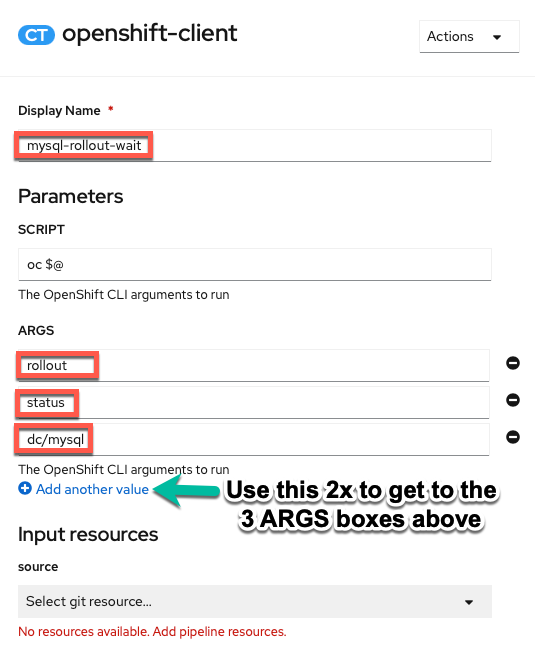 CT openshift-client
Actions
Display Name *
mysql-rollout-wait
Parameters
SCRIPT
oc $@
The OpenShift CLI arguments to run
ARGS
rollout
status
dc/mysql
The OpenShift CLI arguments to run
Add another value
Use this 2x to get to the
3 ARGS boxes above
Input resources
source
Select git resource...
No resources available. Add pipeline resources.